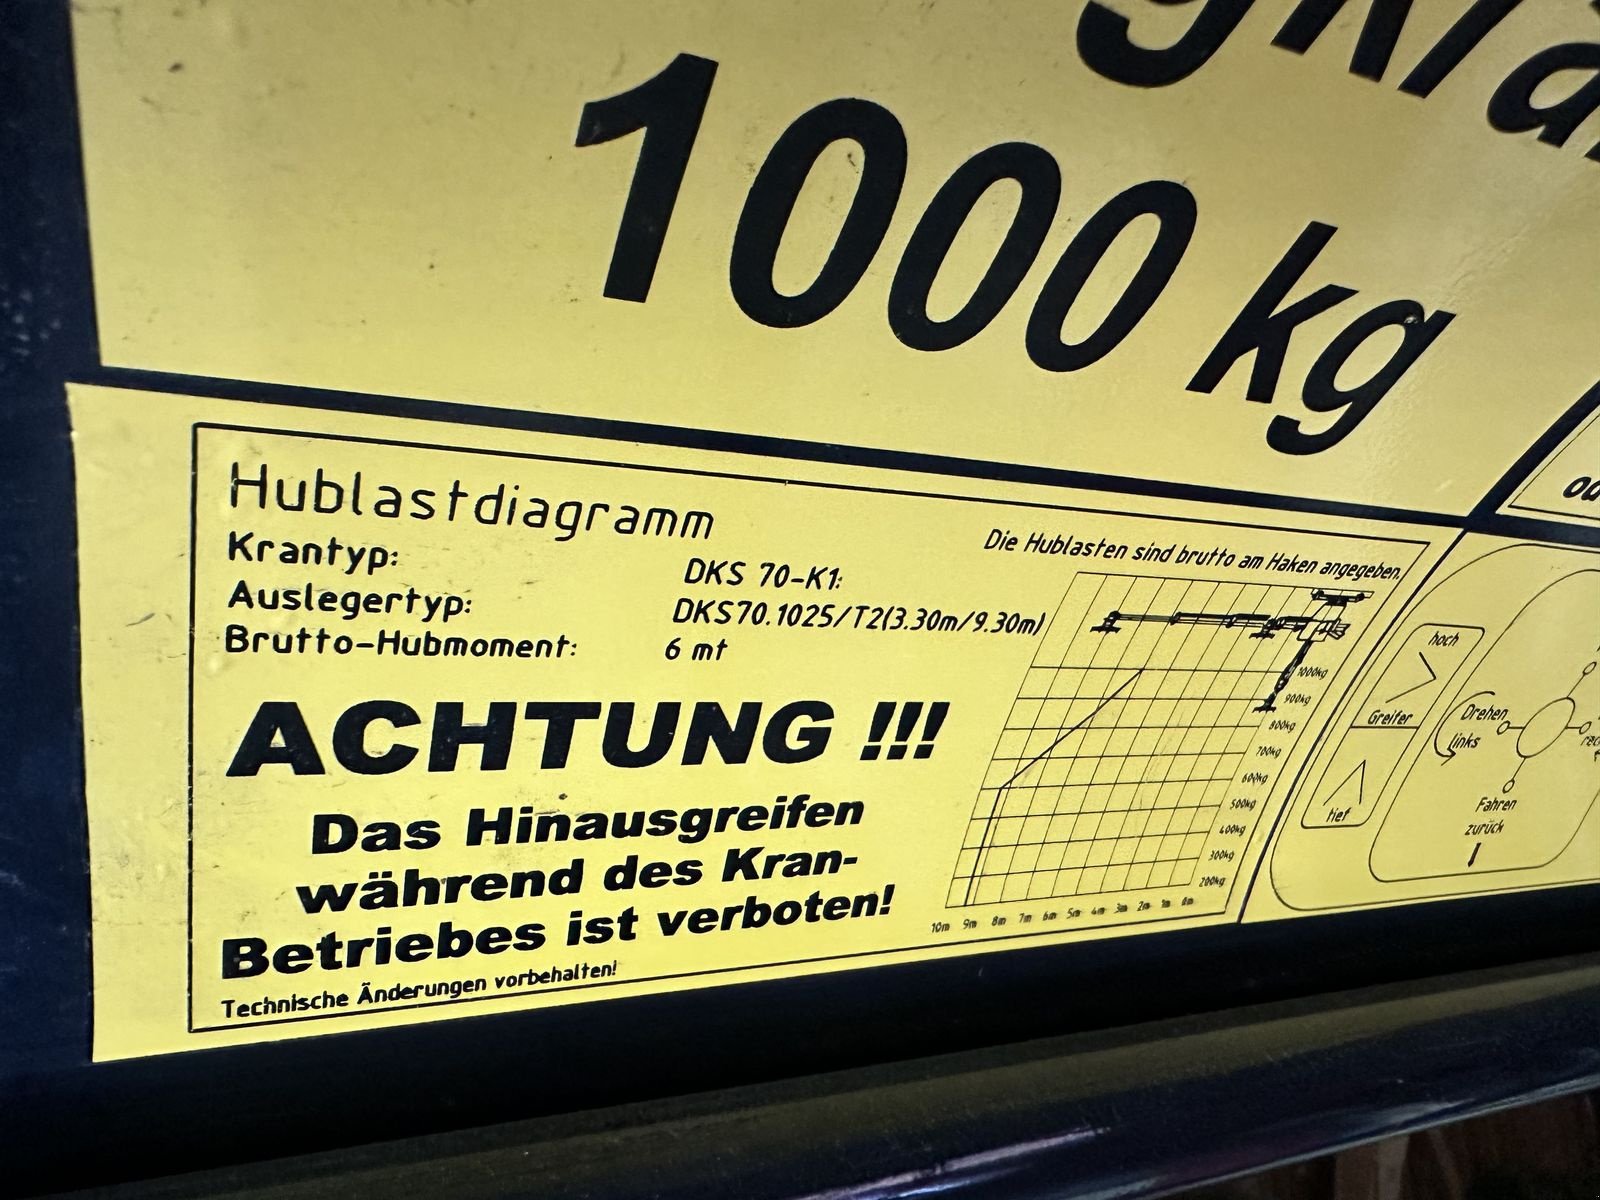 1000 kg
Hublastdiagramm
Krantyp: DKS 70-K1:
Auslegertyp: DKS70.1025/T2(3.30m/9.30m)
Brutto-Hubmoment: 6 mt
ACHTUNG !!!
Das Hinausgreifen
während des Kran-
Betriebes ist verboten!
Technische Änderungen vorbehalten!
Die Hublasten sind brutto am Haken angegeben.
1000kg
900kg
800kg
700kg
600kg
500kg
400kg
300kg
200kg
10m 9m 8m 7m 6m 5m 4m 3m 2m 1m 0m
hoch
Greifer
tief
Drehen
links
Fahren
zurück